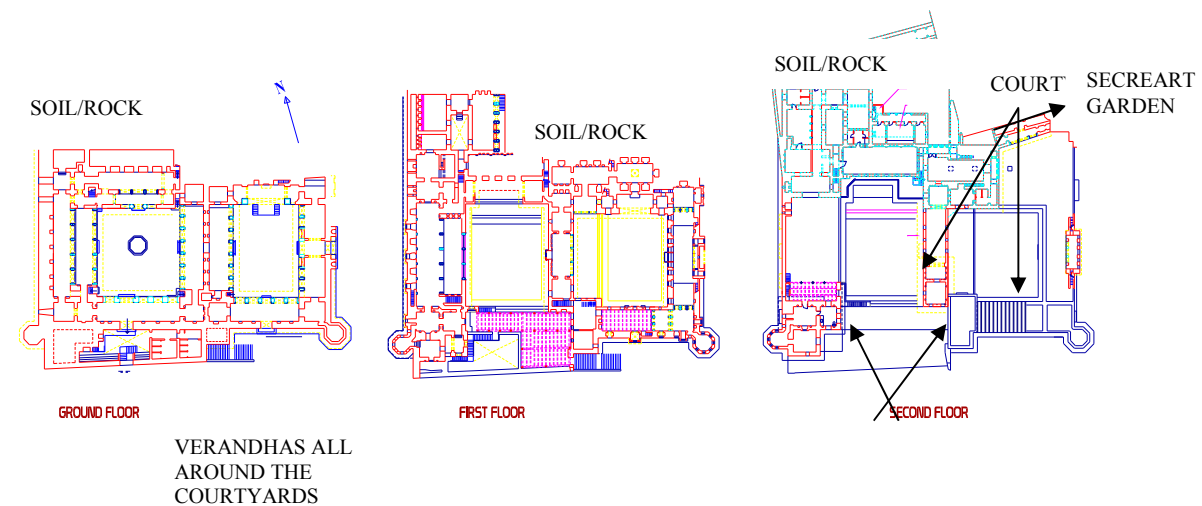 SOIL/ROCK
N
SOIL/ROCK
SOIL/ROCK
COURT
SECREART
GARDEN
GROUND FLOOR
FIRST FLOOR
SECOND FLOOR
VERANDHAS ALL
AROUND THE
COURTYARDS